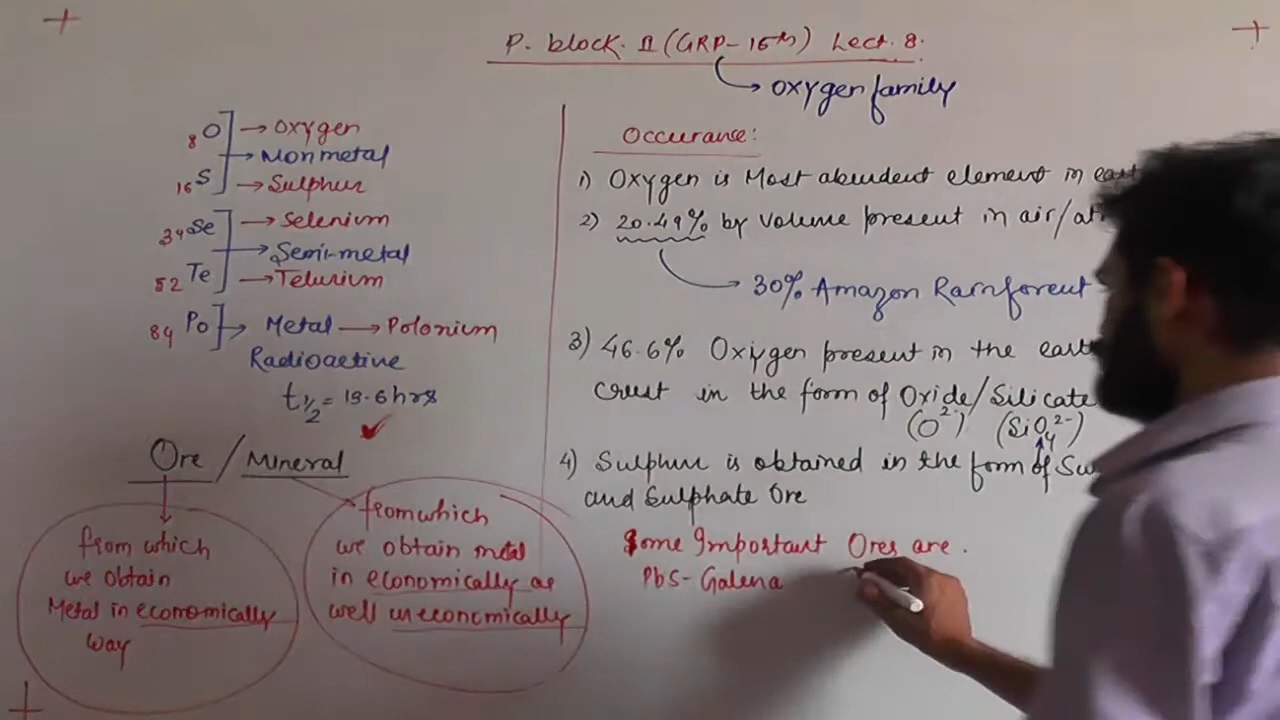 P. block. II (GRP-16th) Lect. 8.
→ oxygen family
8O → Oxygen
→ Nonmetal
16S → Sulphur
34Se → Selenium
→ Semi-metal
52Te → Telurium
84Po → Metal → Polonium
Radioactive
t1/2 = 13.6 hrs
Ore / Mineral
from which
we obtain
Metal in economically
way
from which
we obtain metal
in economically as
well uneconomically
Occurance:
1) Oxygen is Most abundent element in
2) 20.49% by volume present in air/
→ 30% Amazon Rainforest
3) 46.6% Oxygen present in the
crust in the form of Oxide/Silicate
(O2-) (SiO4 2-)
4) Sulphur is obtained in the form of
and Sulphate Ore
Some Important Ores are.
PbS - Galena